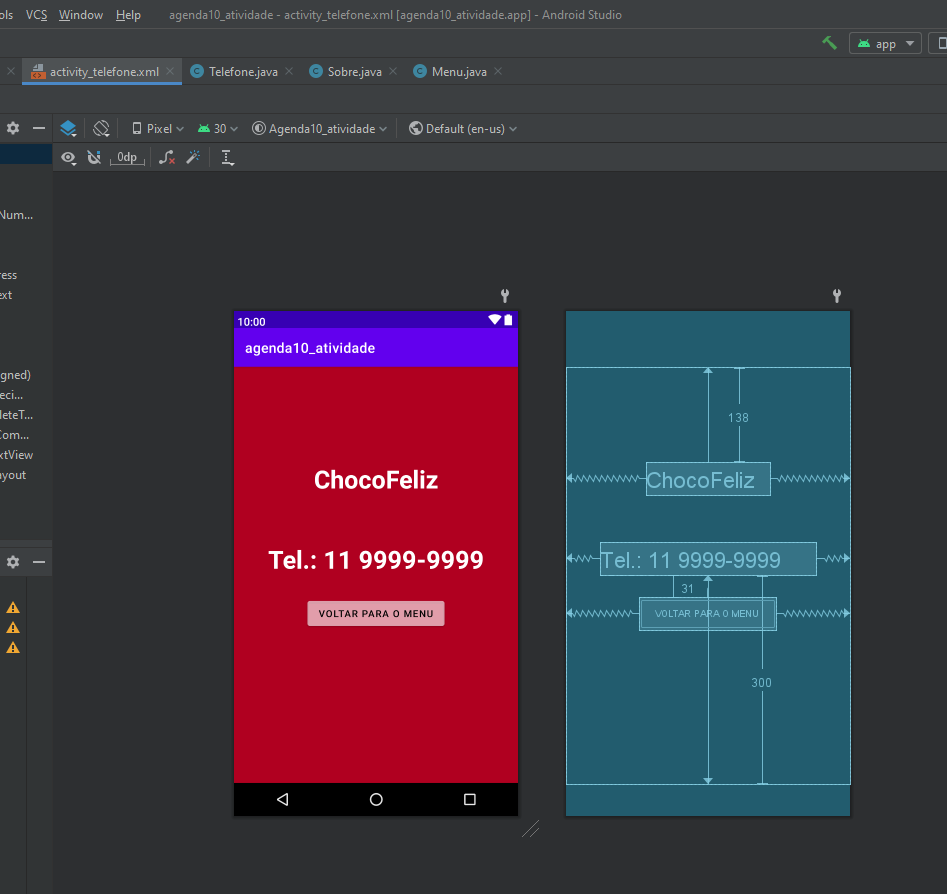 ols VCS Window Help agenda10_atividade - activity_telefone.xml [agenda10_atividade.app] - Android Studio
app
activity_telefone.xml Telefone.java Sobre.java Menu.java
Pixel 30 Agenda10_atividade Default (en-us)
0dp
Num...
ress
ext
gned)
eci...
leteT...
Com...
xtView
ayout
10:00
agenda10_atividade
ChocoFeliz
Tel.: 11 9999-9999
VOLTAR PARA O MENU
138
ChocoFeliz
Tel.: 11 9999-9999
31
VOLTAR PARA O MENU
300